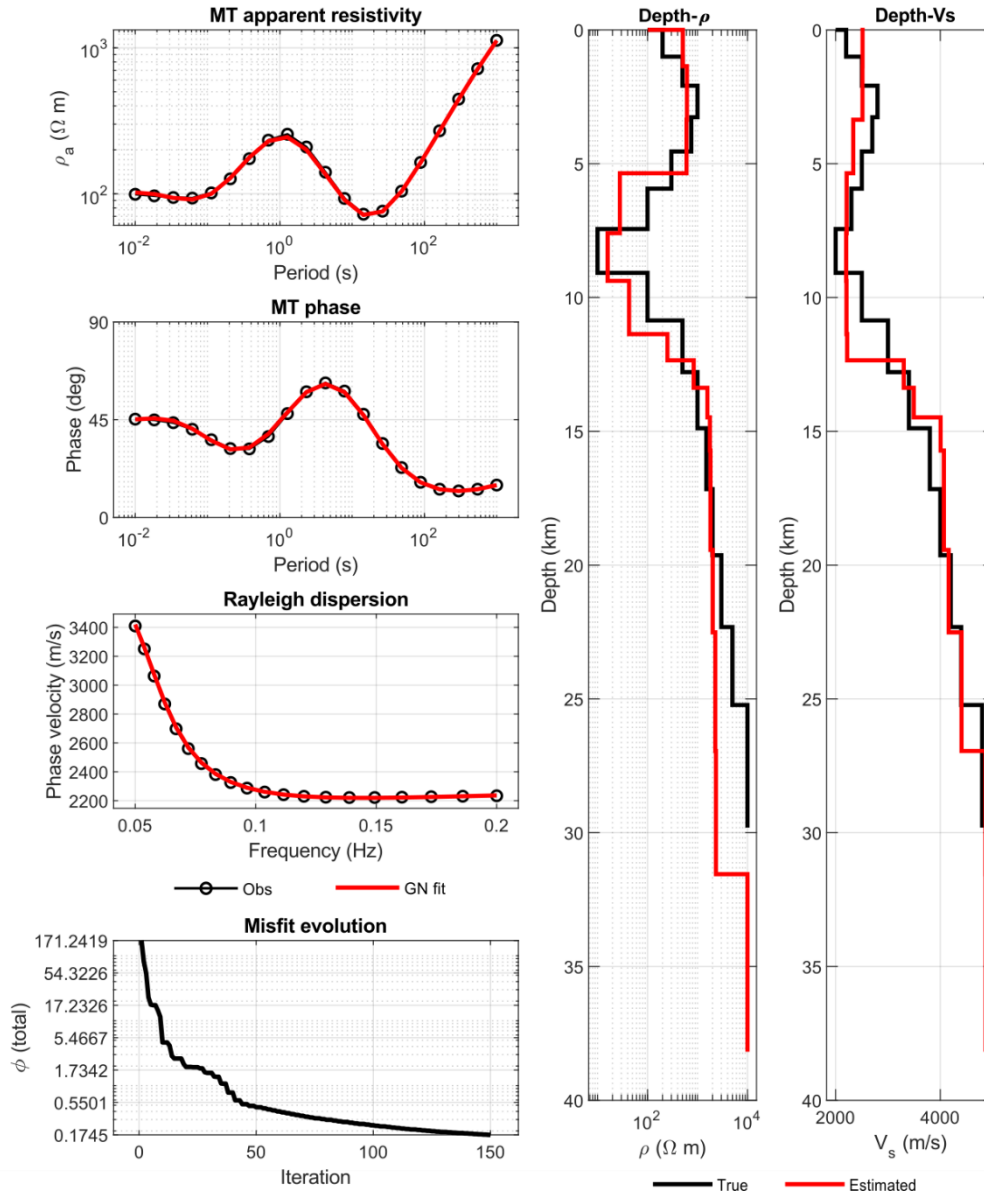 MT apparent resistivity
10³
10²
ρₐ (Ω m)
10⁻² 10⁰ 10²
Period (s)
MT phase
90
45
0
Phase (deg)
10⁻² 10⁰ 10²
Period (s)
Rayleigh dispersion
3400
3200
3000
2800
2600
2400
2200
Phase velocity (m/s)
0.05 0.1 0.15 0.2
Frequency (Hz)
Obs GN fit
Misfit evolution
171.2419
54.3226
17.2326
5.4667
1.7342
0.5501
0.1745
ϕ (total)
0 50 100 150
Iteration
Depth-ρ
0
5
10
15
20
25
30
35
40
Depth (km)
10² 10⁴
ρ (Ω m)
Depth-Vs
0
5
10
15
20
25
30
35
40
Depth (km)
2000 4000
Vₛ (m/s)
True Estimated